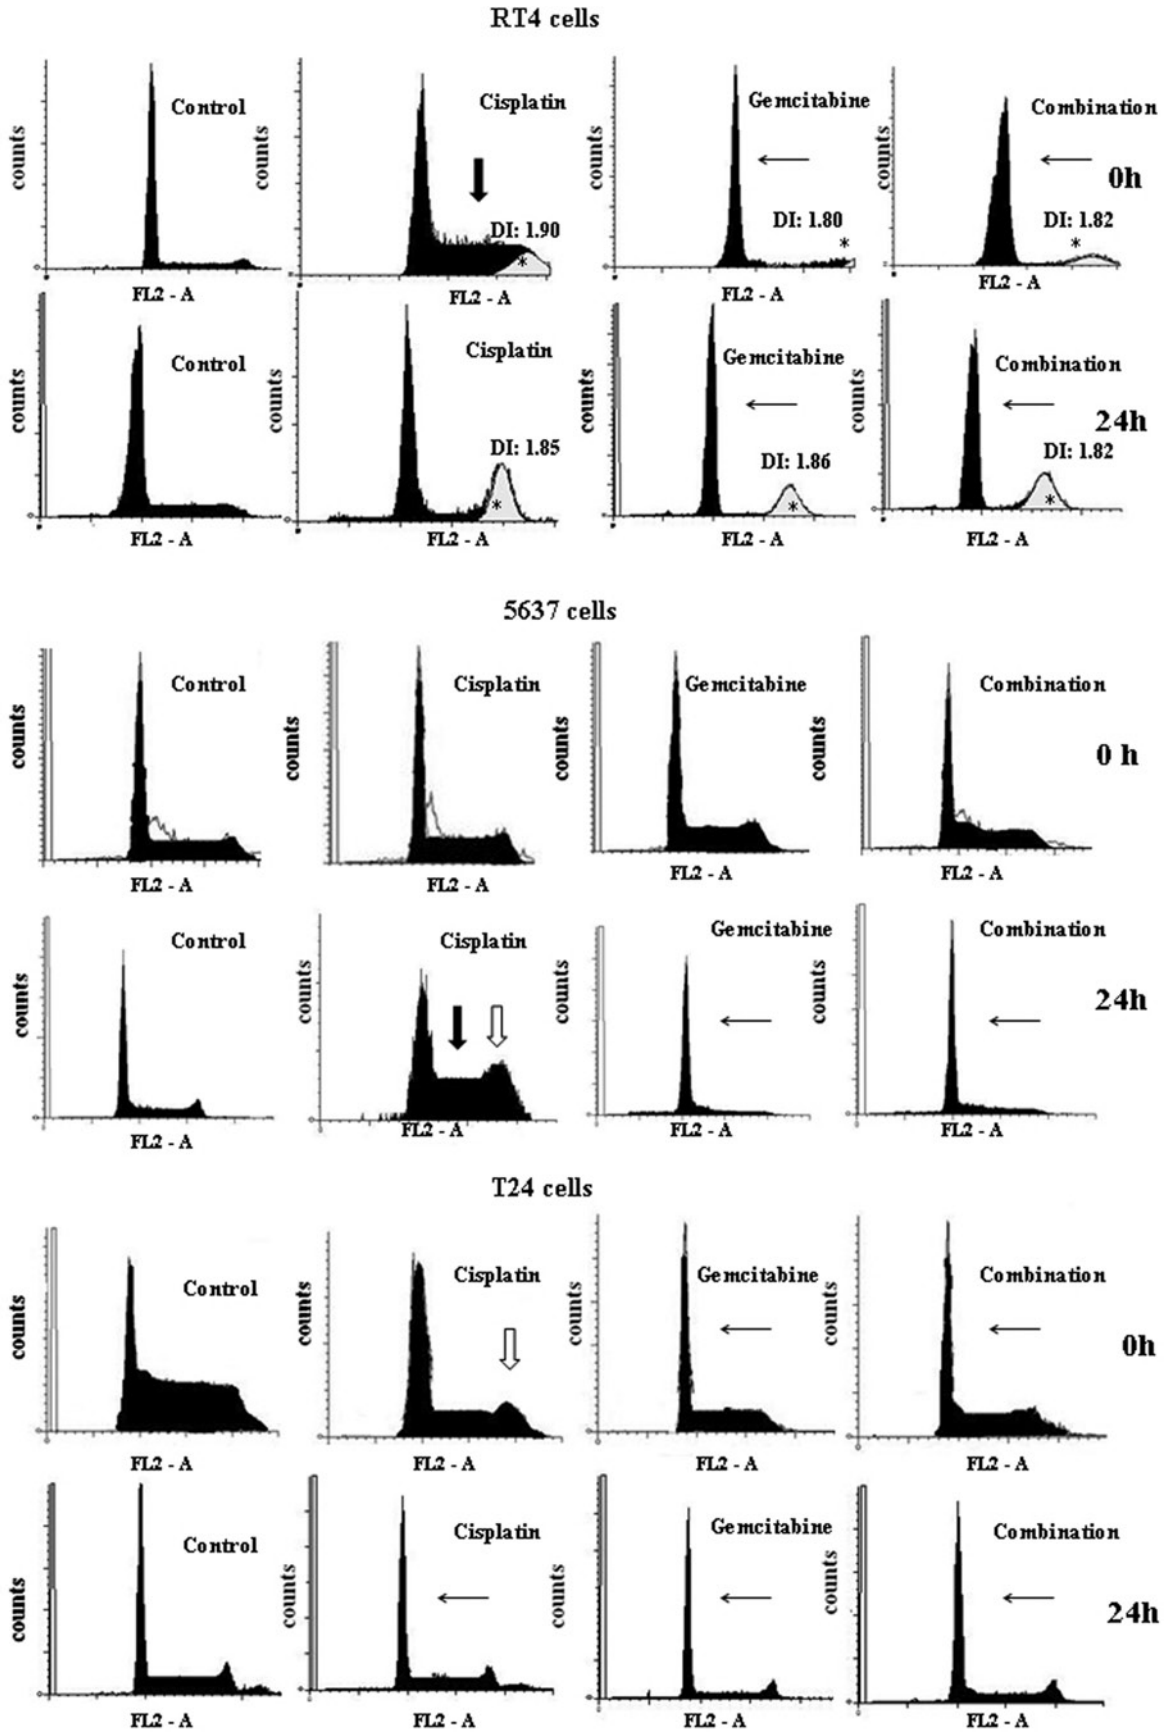 RT4 cells
Control
Cisplatin
Gemcitabine
Combination
counts
counts
counts
counts
0h
DI: 1.90
DI: 1.80
DI: 1.82
*
*
*
FL2 - A
FL2 - A
FL2 - A
FL2 - A
Control
Cisplatin
Gemcitabine
Combination
counts
counts
counts
counts
24h
DI: 1.85
DI: 1.86
DI: 1.82
*
*
*
FL2 - A
FL2 - A
FL2 - A
FL2 - A
5637 cells
Control
Cisplatin
Gemcitabine
Combination
counts
counts
counts
counts
0 h
FL2 - A
FL2 - A
FL2 - A
FL2 - A
Control
Cisplatin
Gemcitabine
Combination
counts
counts
counts
counts
24h
FL2 - A
FL2 - A
FL2 - A
FL2 - A
T24 cells
Control
Cisplatin
Gemcitabine
Combination
counts
counts
counts
counts
0h
FL2 - A
FL2 - A
FL2 - A
FL2 - A
Control
Cisplatin
Gemcitabine
Combination
counts
counts
counts
counts
24h
FL2 - A
FL2 - A
FL2 - A
FL2 - A